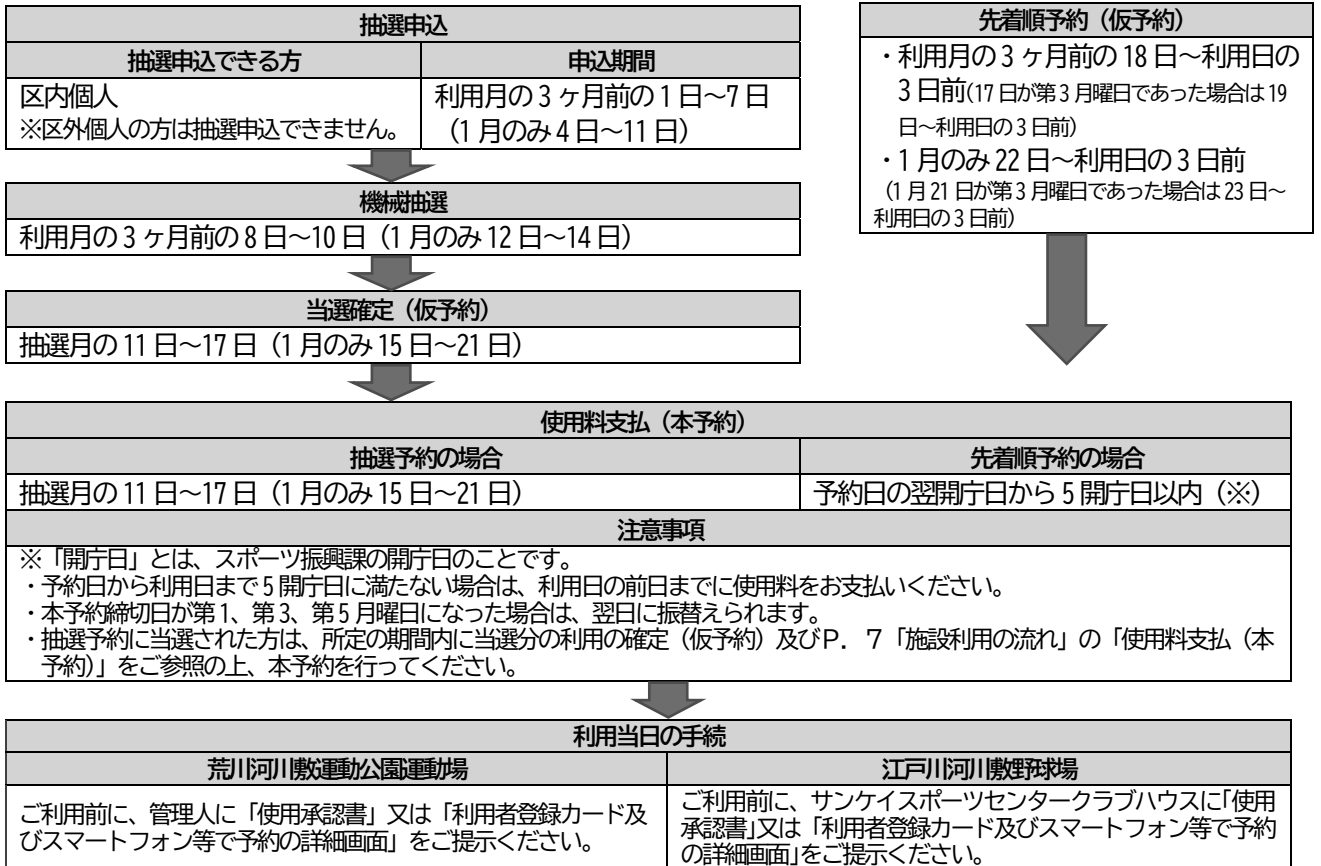 抽選申込
抽選申込できる方
申込期間
区内個人
※区外個人の方は抽選申込できません。
利用月の3ヶ月前の1日～7日
（1月のみ4日～11日）
機械抽選
利用月の3ヶ月前の8日～10日（1月のみ12日～14日）
当選確定（仮予約）
抽選月の11日～17日（1月のみ15日～21日）
先着順予約（仮予約）
・利用月の3ヶ月前の18日～利用日の
3日前(17日が第3月曜日であった場合は19
日～利用日の3日前)
・1月のみ22日～利用日の3日前
（1月21日が第3月曜日であった場合は23日～
利用日の3日前）
使用料支払（本予約）
抽選予約の場合
先着順予約の場合
抽選月の11日～17日（1月のみ15日～21日）
予約日の翌開庁日から5開庁日以内（※）
注意事項
※「開庁日」とは、スポーツ振興課の開庁日のことです。
・予約日から利用日まで5開庁日に満たない場合は、利用日の前日までに使用料をお支払いください。
・本予約締切日が第1、第3、第5月曜日になった場合は、翌日に振替えられます。
・抽選予約に当選された方は、所定の期間内に当選分の利用の確定（仮予約）及びP．7「施設利用の流れ」の「使用料支払（本
予約）」をご参照の上、本予約を行ってください。
利用当日の手続
荒川河川敷運動公園運動場
江戸川河川敷野球場
ご利用前に、管理人に「使用承認書」又は「利用者登録カード及
びスマートフォン等で予約の詳細画面」をご提示ください。
ご利用前に、サンケイスポーツセンタークラブハウスに「使用
承認書」又は「利用者登録カード及びスマートフォン等で予約
の詳細画面」をご提示ください。